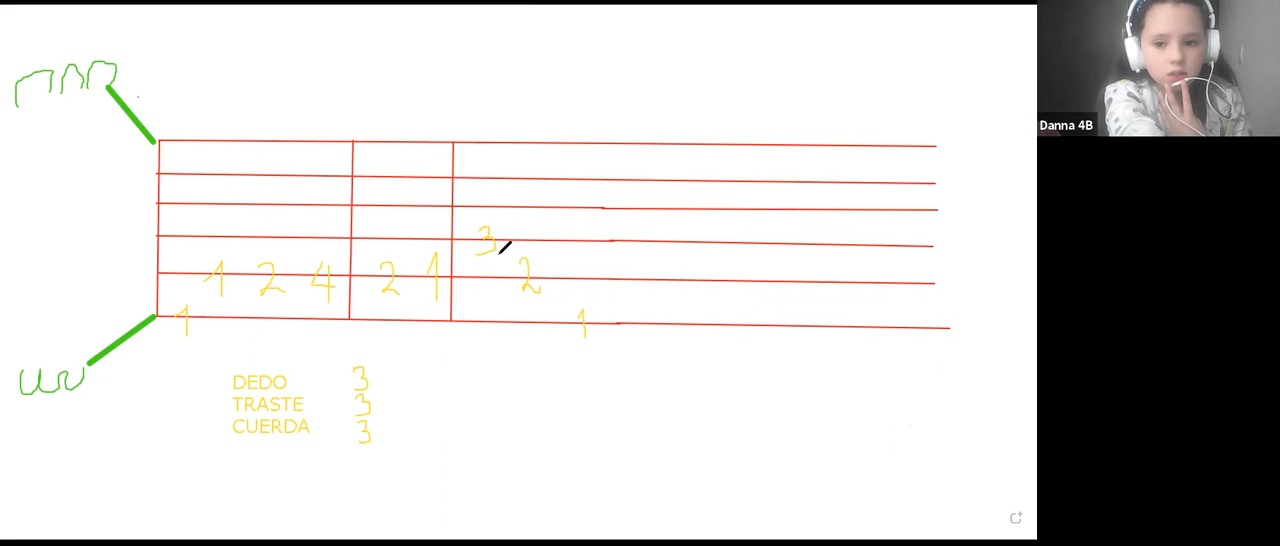 Danna 4B
3
1 2 4 2 1 2
1 1
DEDO 3
TRASTE 3
CUERDA 3